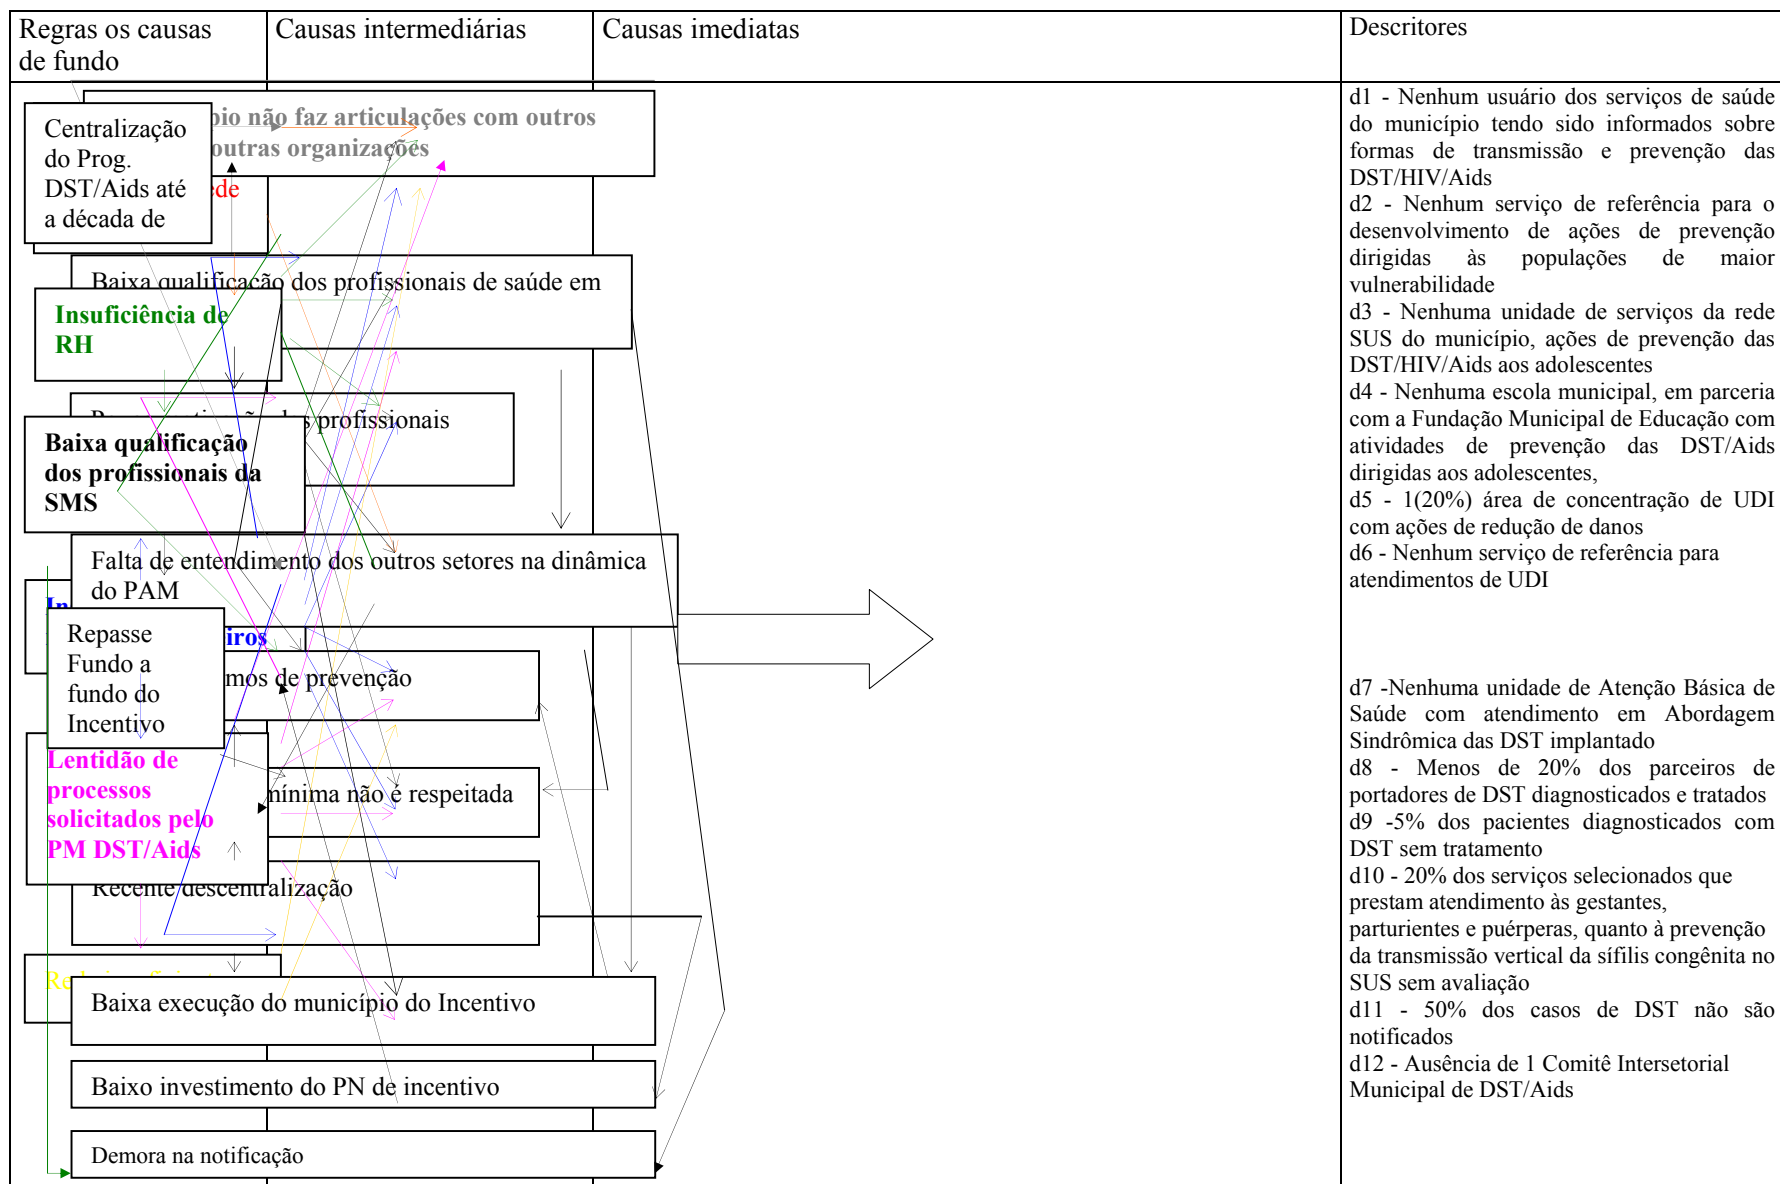 Regras os causas
de fundo
Causas intermediárias
Causas imediatas
Descritores
Centralização
do Prog.
DST/Aids até
a década de
não faz articulações com outros
outras organizações
Baixa qualificação dos profissionais de saúde em
Insuficiência de
RH
profissionais
Baixa qualificação
dos profissionais da
SMS
Falta de entendimento dos outros setores na dinâmica
do PAM
Repasse
Fundo a
fundo do
Incentivo
de prevenção
Lentidão de
processos
solicitados pelo
PM DST/Aids
mínima não é respeitada
Recente descentralização
Baixa execução do município do Incentivo
Baixo investimento do PN de incentivo
Demora na notificação
d1 - Nenhum usuário dos serviços de saúde
do município tendo sido informados sobre
formas de transmissão e prevenção das
DST/HIV/Aids
d2 - Nenhum serviço de referência para o
desenvolvimento de ações de prevenção
dirigidas às populações de maior
vulnerabilidade
d3 - Nenhuma unidade de serviços da rede
SUS do município, ações de prevenção das
DST/HIV/Aids aos adolescentes
d4 - Nenhuma escola municipal, em parceria
com a Fundação Municipal de Educação com
atividades de prevenção das DST/Aids
dirigidas aos adolescentes,
d5 - 1(20%) área de concentração de UDI
com ações de redução de danos
d6 - Nenhum serviço de referência para
atendimentos de UDI
d7 -Nenhuma unidade de Atenção Básica de
Saúde com atendimento em Abordagem
Sindrômica das DST implantado
d8 - Menos de 20% dos parceiros de
portadores de DST diagnosticados e tratados
d9 -5% dos pacientes diagnosticados com
DST sem tratamento
d10 - 20% dos serviços selecionados que
prestam atendimento às gestantes,
parturientes e puérperas, quanto à prevenção
da transmissão vertical da sífilis congênita no
SUS sem avaliação
d11 - 50% dos casos de DST não são
notificados
d12 - Ausência de 1 Comitê Intersetorial
Municipal de DST/Aids